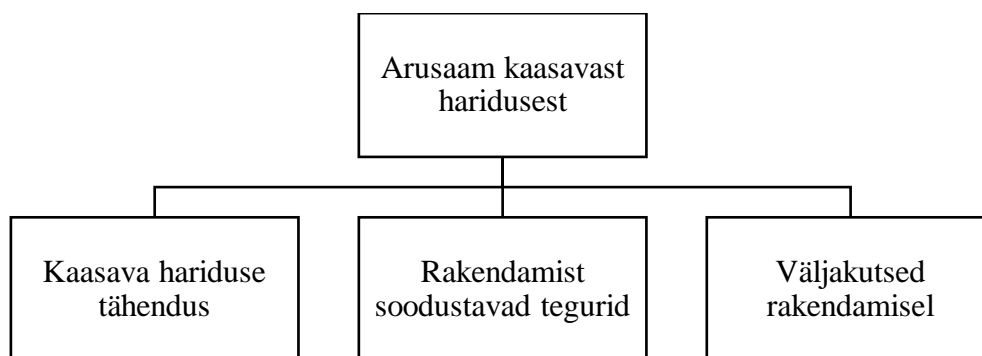 Arusaam kaasavast
haridusest
Kaasava hariduse
tähendus
Rakendamist
soodustavad tegurid
Väljakutsed
rakendamisel